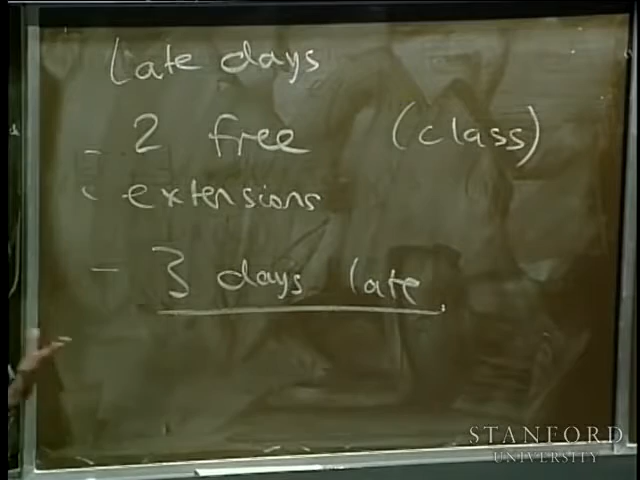 Late days
- 2 free (class)
- extensions
- 3 days late
STANFORD
UNIVERSITY